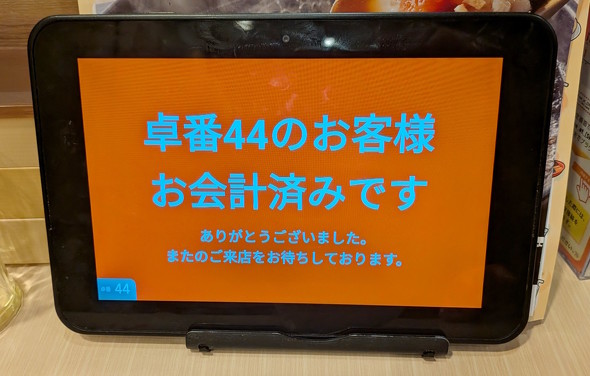 卓番44のお客様
お会計済みです
ありがとうございました。
またのご来店をお待ちしております。
卓番 44